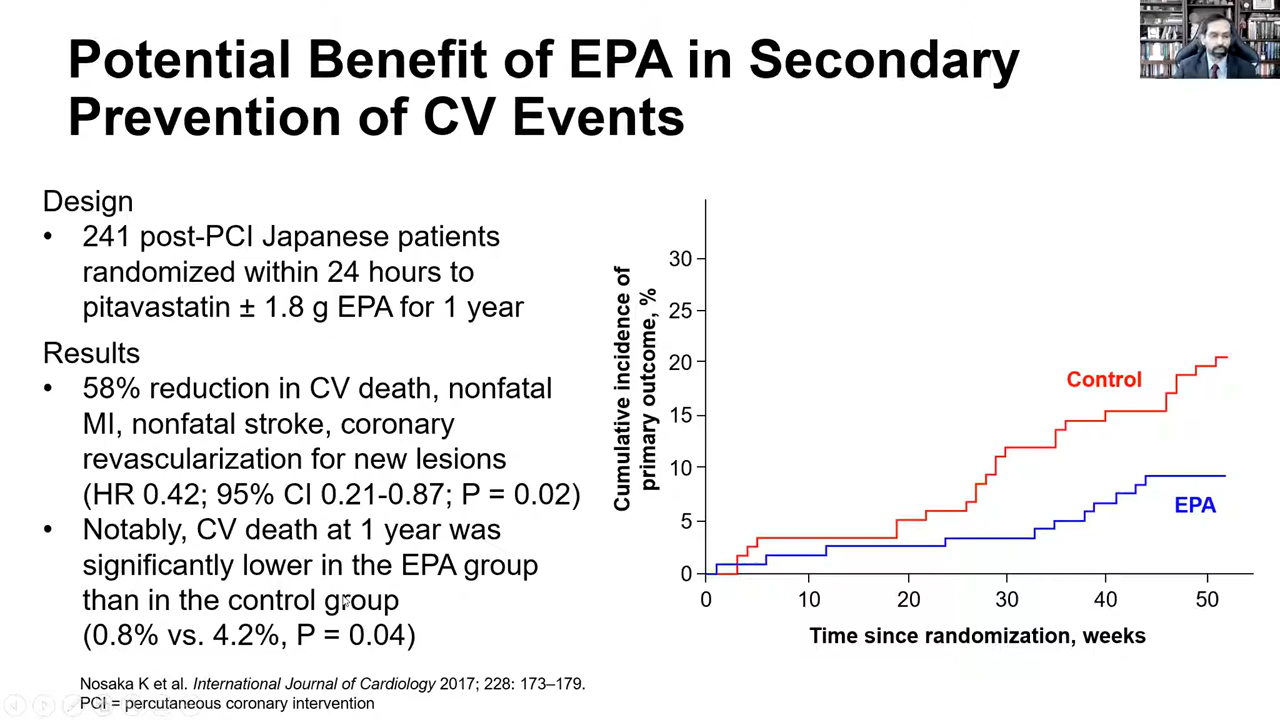 Potential Benefit of EPA in Secondary
Prevention of CV Events
Design
• 241 post-PCI Japanese patients
randomized within 24 hours to
pitavastatin ± 1.8 g EPA for 1 year
Results
• 58% reduction in CV death, nonfatal
MI, nonfatal stroke, coronary
revascularization for new lesions
(HR 0.42; 95% CI 0.21-0.87; P = 0.02)
• Notably, CV death at 1 year was
significantly lower in the EPA group
than in the control group
(0.8% vs. 4.2%, P = 0.04)
Nosaka K et al. International Journal of Cardiology 2017; 228: 173–179.
PCI = percutaneous coronary intervention
Cumulative incidence of
primary outcome, %
30
25
20
15
10
5
0
Control
EPA
0 10 20 30 40 50
Time since randomization, weeks